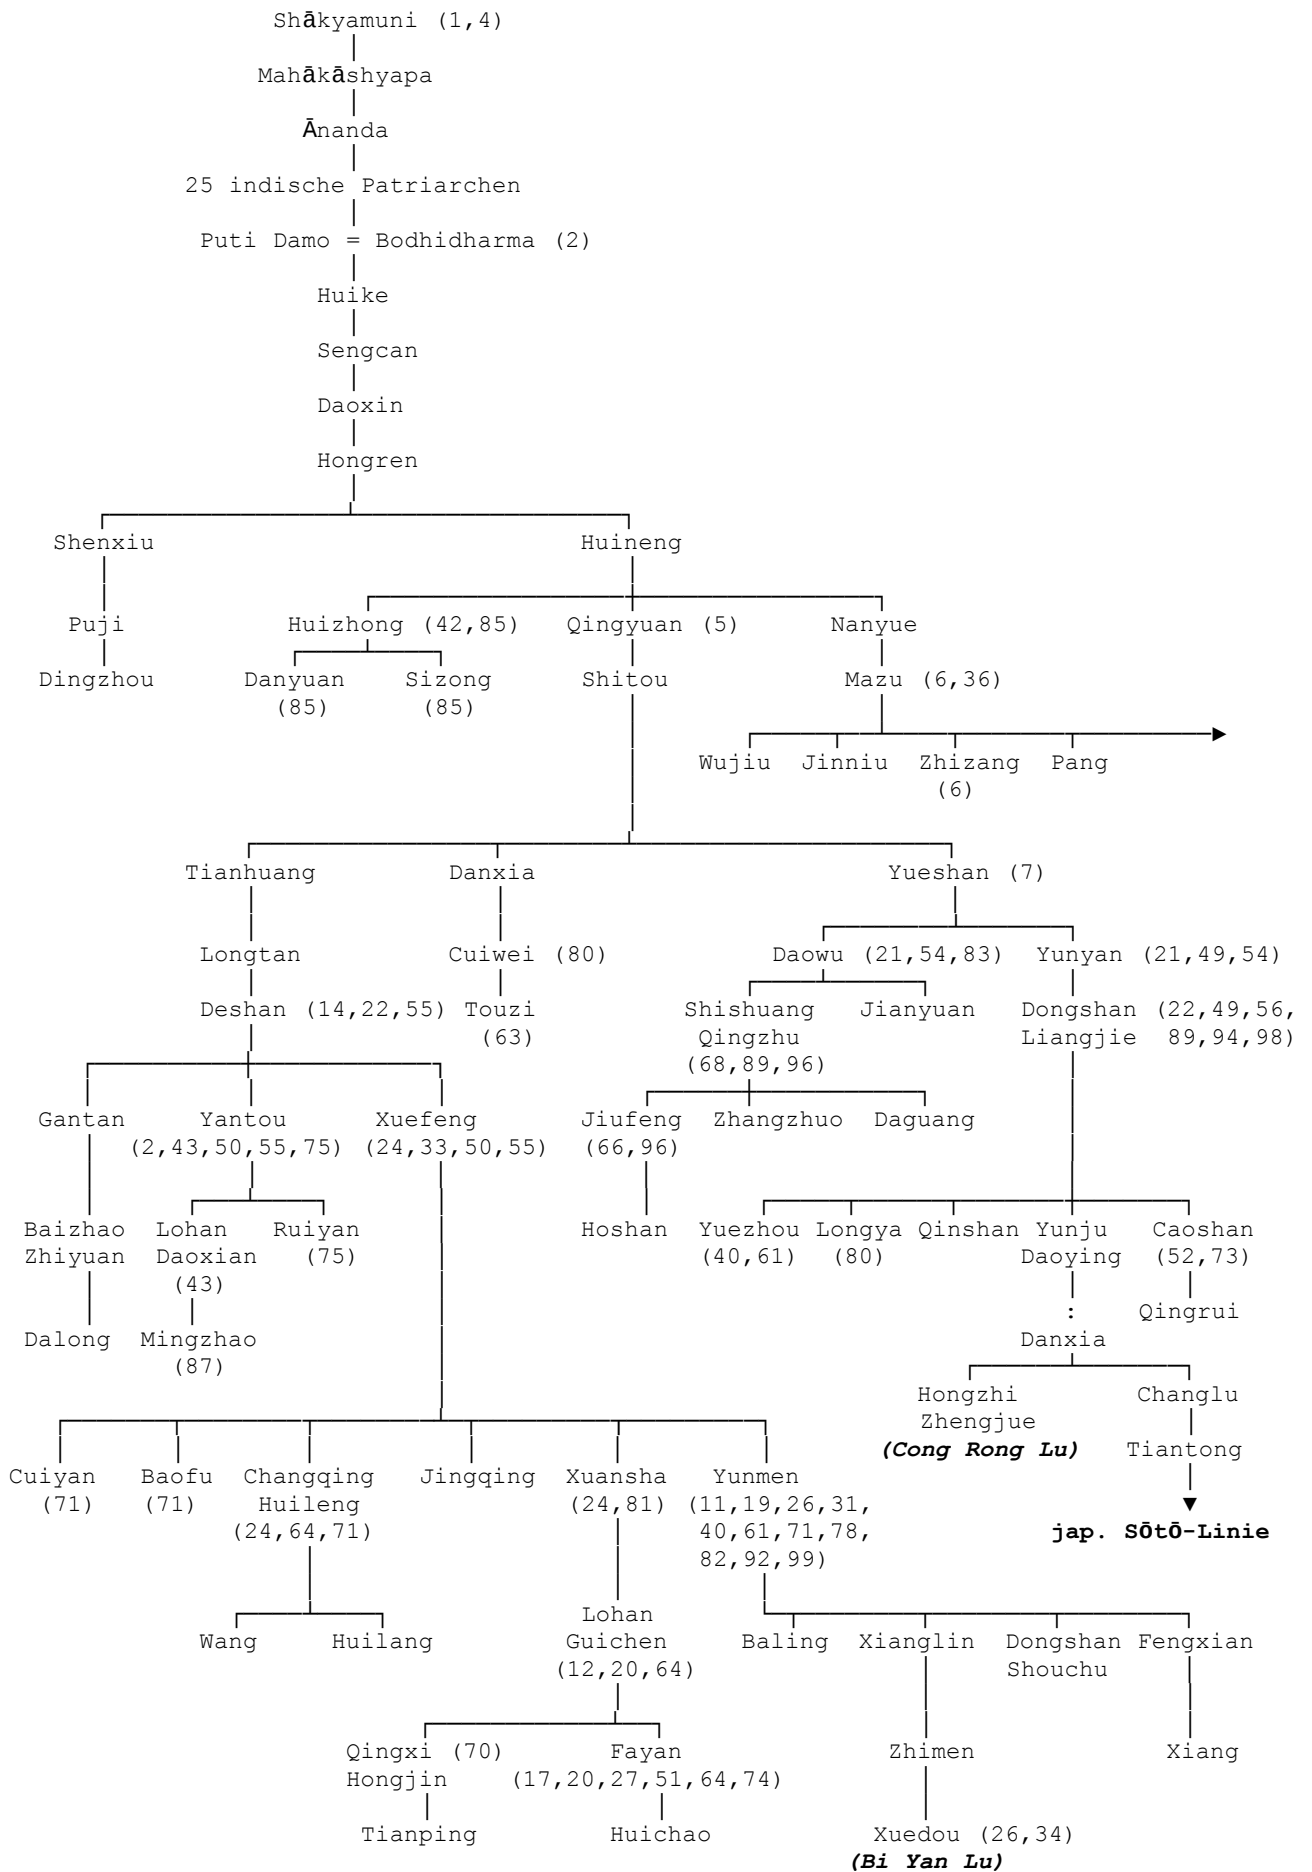 Shākyamuni (1,4)
Mahākāshyapa
Ānanda
25 indische Patriarchen
Puti Damo = Bodhidharma (2)
Huike
Sengcan
Daoxin
Hongren
Shenxiu Huineng
Puji Huizhong (42,85) Qingyuan (5) Nanyue
Dingzhou Danyuan Sizong Shitou Mazu (6,36)
(85) (85)
Wujiu Jinniu Zhizang Pang
(6)
Tianhuang Danxia Yueshan (7)
Longtan Cuiwei (80) Daowu (21,54,83) Yunyan (21,49,54)
Deshan (14,22,55) Touzi Shishuang Jianyuan Dongshan (22,49,56,
(63) Qingzhu Liangjie 89,94,98)
(68,89,96)
Gantan Yantou Xuefeng Jiufeng Zhangzhuo Daguang
(2,43,50,55,75) (24,33,50,55) (66,96)
Baizhao Lohan Ruiyan Hoshan Yuezhou Longya Qinshan Yunju Caoshan
Zhiyuan Daoxian (75) (40,61) (80) Daoying (52,73)
(43)
: Qingrui
Dalong Mingzhao Danxia
(87)
Hongzhi Changlu
Zhengjue
(Cong Rong Lu) Tiantong
Cuiyan Baofu Changqing Jingqing Xuansha Yunmen
(71) (71) Huileng (24,81) (11,19,26,31,
(24,64,71) 40,61,71,78, jap. SŌtŌ-Linie
82,92,99)
Lohan
Wang Huilang Guichen Baling Xianglin Dongshan Fengxian
(12,20,64) Shouchu
Qingxi (70) Fayan Zhimen Xiang
Hongjin (17,20,27,51,64,74)
Tianping Huichao Xuedou (26,34)
(Bi Yan Lu)